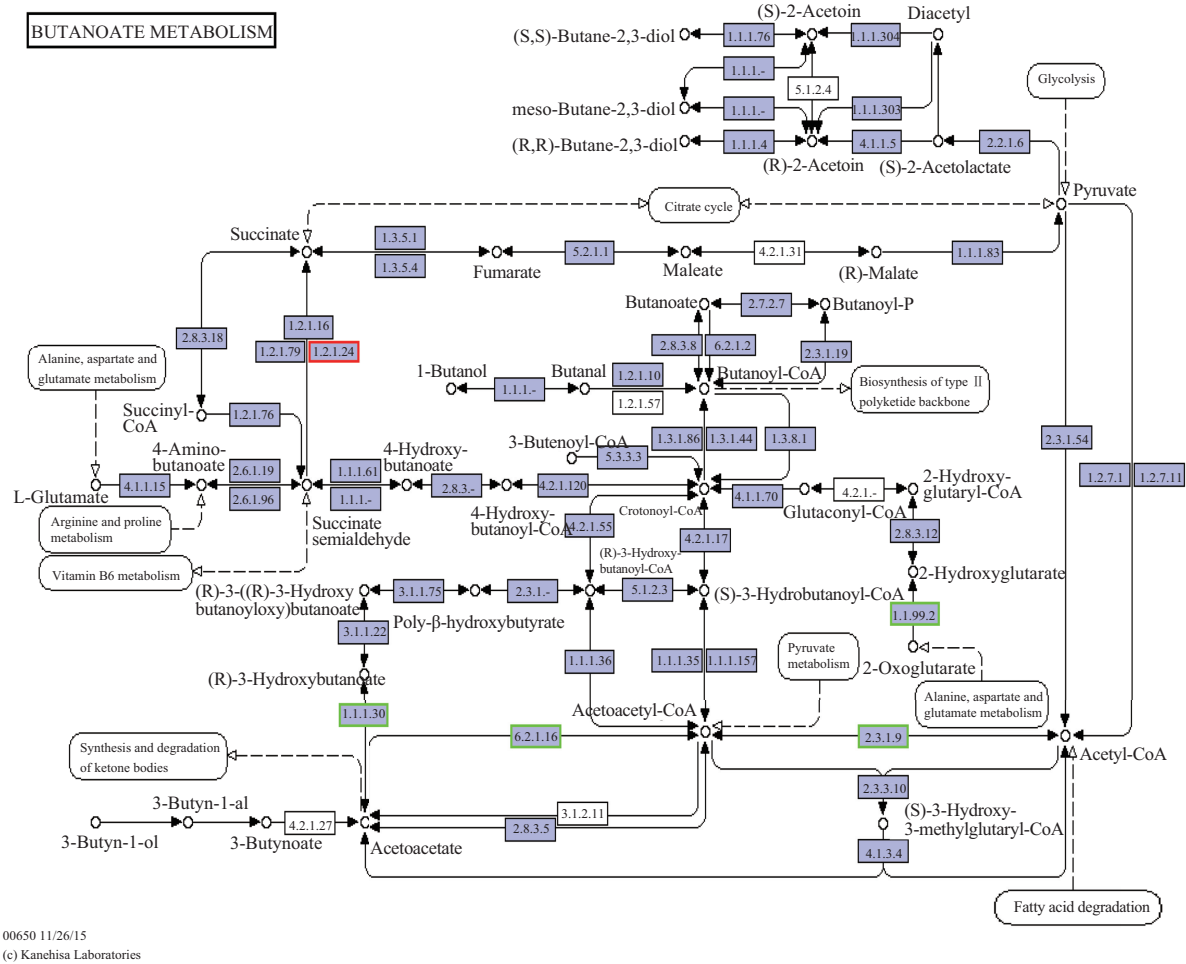 BUTANOATE METABOLISM
(S)-2-Acetoin
Diacetyl
(S,S)-Butane-2,3-diol
1.1.1.76
1.1.1.304
1.1.1.-
5.1.2.4
Glycolysis
meso-Butane-2,3-diol
1.1.1.-
1.1.1.303
(R,R)-Butane-2,3-diol
1.1.1.4
4.1.1.5
2.2.1.6
(R)-2-Acetoin
(S)-2-Acetolactate
Pyruvate
Citrate cycle
Succinate
1.3.5.1
1.3.5.4
Fumarate
5.2.1.1
Maleate
4.2.1.31
(R)-Malate
1.1.1.83
Butanoate
2.7.2.7
Butanoyl-P
2.8.3.18
1.2.1.16
1.2.1.79
1.2.1.24
2.8.3.8
6.2.1.2
2.3.1.19
Alanine, aspartate and
glutamate metabolism
1-Butanol
1.1.1.-
Butanal
1.2.1.10
1.2.1.57
Butanoyl-CoA
Biosynthesis of type II
polyketide backbone
Succinyl-
CoA
1.2.1.76
3-Butenoyl-CoA
5.3.3.3
1.3.1.86
1.3.1.44
1.3.8.1
2.3.1.54
1.2.7.1
1.2.7.11
L-Glutamate
4.1.1.15
4-Amino-
butanoate
2.6.1.19
2.6.1.96
1.1.1.61
1.1.1.-
4-Hydroxy-
butanoate
2.8.3.-
4.2.1.120
4.1.1.70
4.2.1.-
2-Hydroxy-
glutaryl-CoA
Arginine and proline
metabolism
Succinate
semialdehyde
4-Hydroxy-
butanoyl-CoA
Crotonoyl-CoA
Glutaconyl-CoA
4.2.1.55
4.2.1.17
2.8.3.12
Vitamin B6 metabolism
(R)-3-Hydroxy-
butanoyl-CoA
2-Hydroxyglutarate
(R)-3-((R)-3-Hydroxy
butanoyloxy)butanoate
3.1.1.75
2.3.1.-
5.1.2.3
(S)-3-Hydrobutanoyl-CoA
Poly-β-hydroxybutyrate
1.1.99.2
3.1.1.22
1.1.1.36
1.1.1.35
1.1.1.157
Pyruvate
metabolism
2-Oxoglutarate
(R)-3-Hydroxybutanoate
Alanine, aspartate and
glutamate metabolism
1.1.1.30
Acetoacetyl-CoA
6.2.1.16
2.3.1.9
Acetyl-CoA
Synthesis and degradation
of ketone bodies
2.3.3.10
3-Butyn-1-ol
3-Butyn-1-al
3-Butynoate
4.2.1.27
Acetoacetate
3.1.2.11
2.8.3.5
(S)-3-Hydroxy-
3-methylglutaryl-CoA
4.1.3.4
Fatty acid degradation
00650 11/26/15
(c) Kanehisa Laboratories